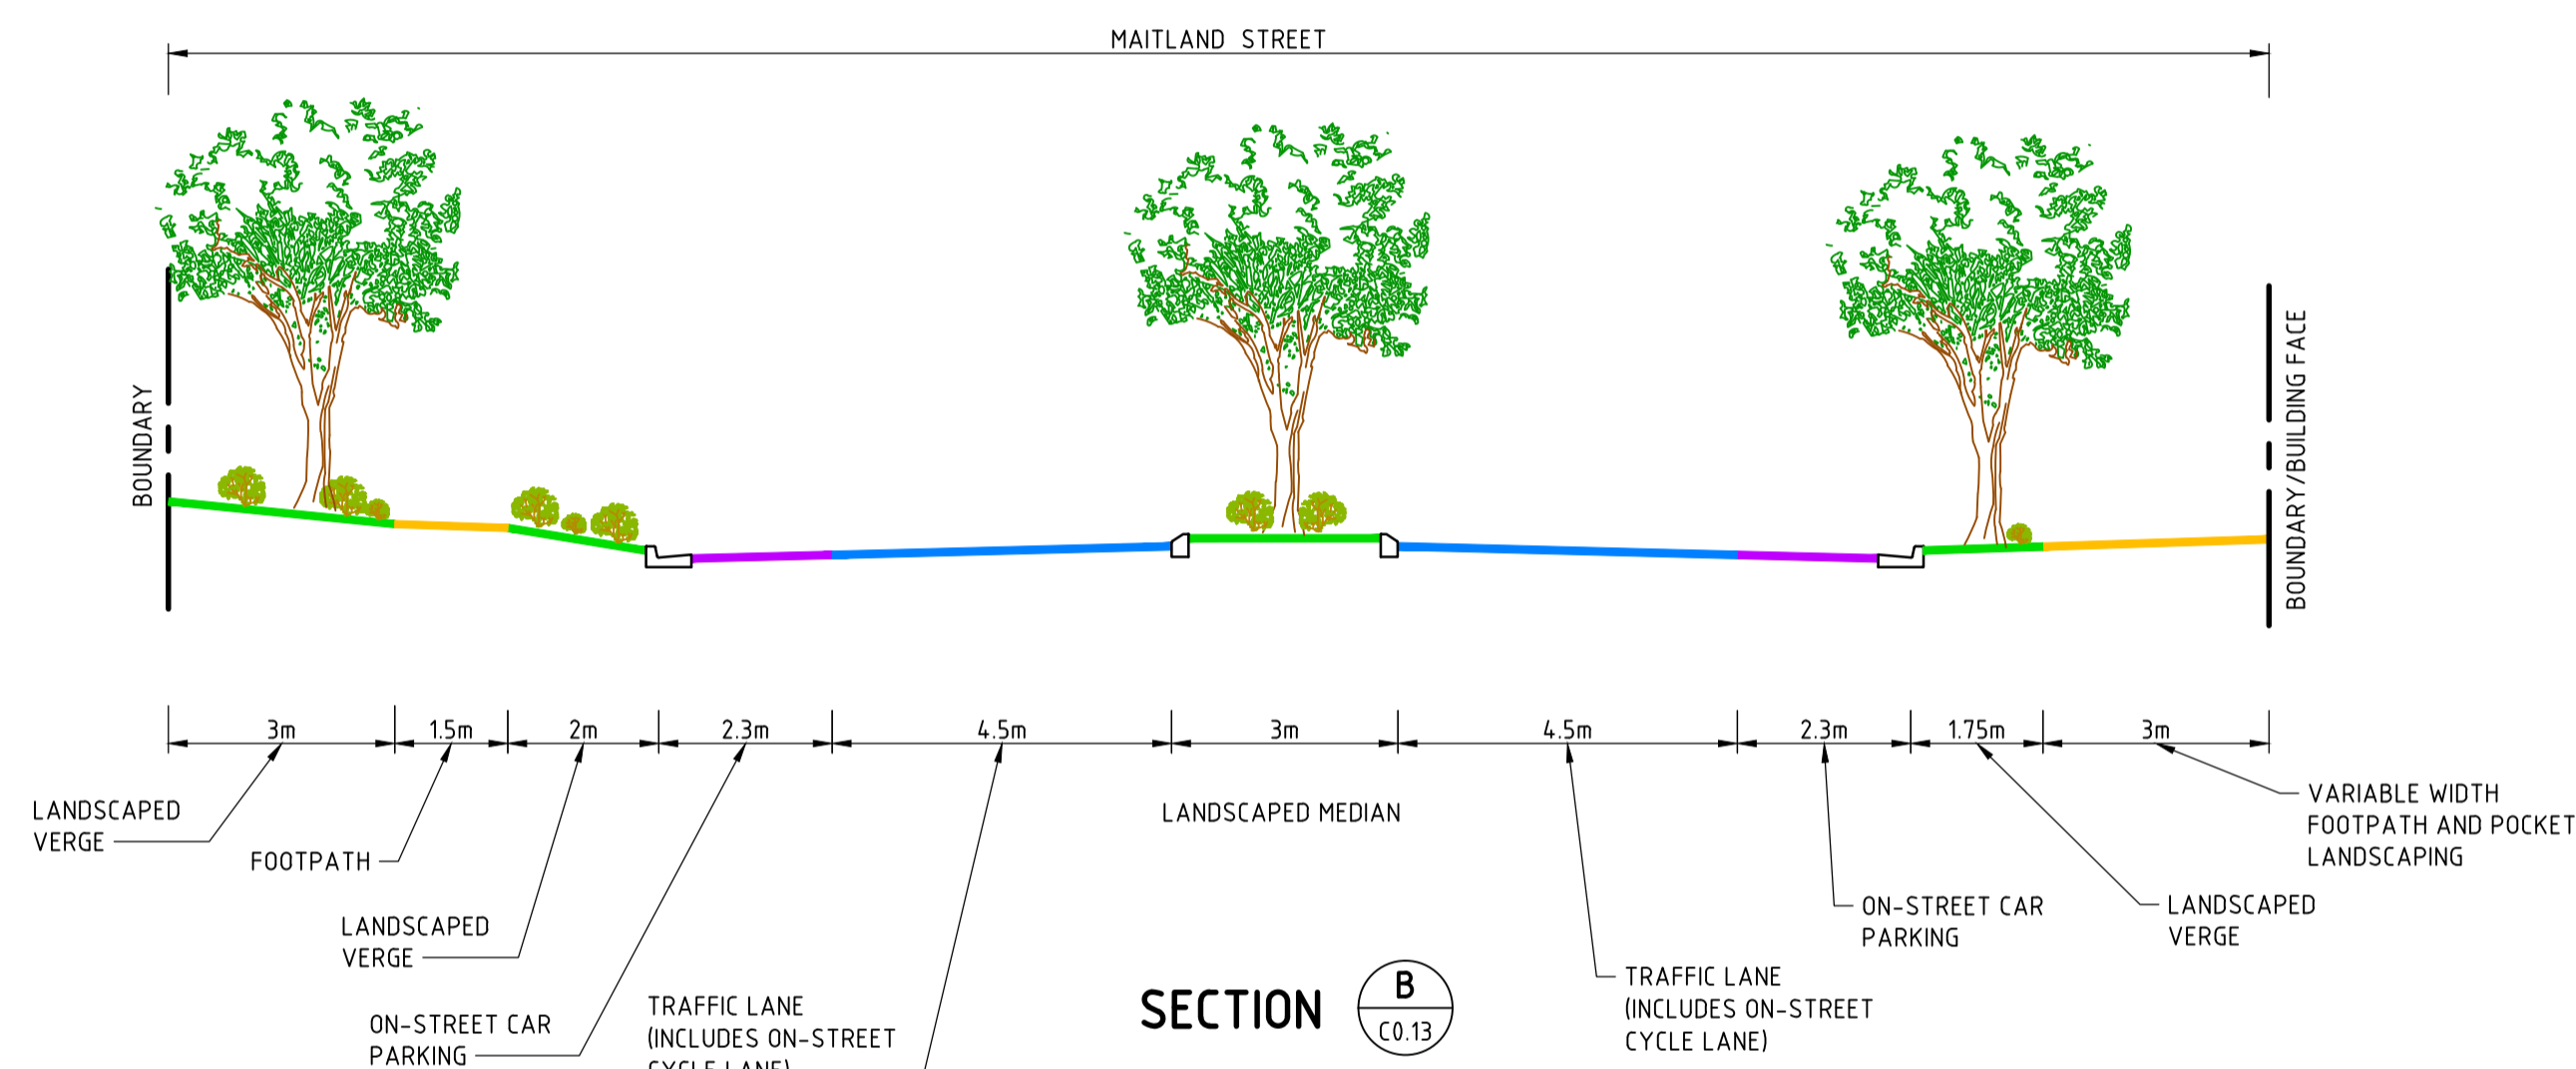 MAITLAND STREET
BOUNDARY
BOUNDARY/BUILDING FACE
3m
1.5m
2m
2.3m
4.5m
3m
4.5m
2.3m
1.75m
3m
LANDSCAPED
VERGE
FOOTPATH
LANDSCAPED
VERGE
ON-STREET CAR
PARKING
TRAFFIC LANE
(INCLUDES ON-STREET
CYCLE LANE)
LANDSCAPED MEDIAN
SECTION
B
C0.13
TRAFFIC LANE
(INCLUDES ON-STREET
CYCLE LANE)
ON-STREET CAR
PARKING
LANDSCAPED
VERGE
VARIABLE WIDTH
FOOTPATH AND POCKET
LANDSCAPING